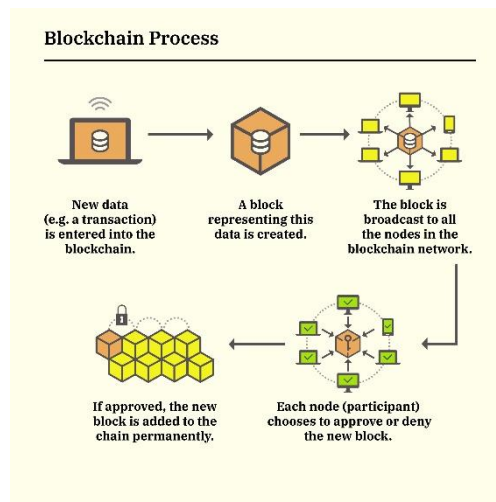 Blockchain Process
New data
(e.g. a transaction)
is entered into the
blockchain.
A block
representing this
data is created.
The block is
broadcast to all
the nodes in the
blockchain network.
If approved, the new
block is added to the
chain permanently.
Each node (participant)
chooses to approve or deny
the new block.